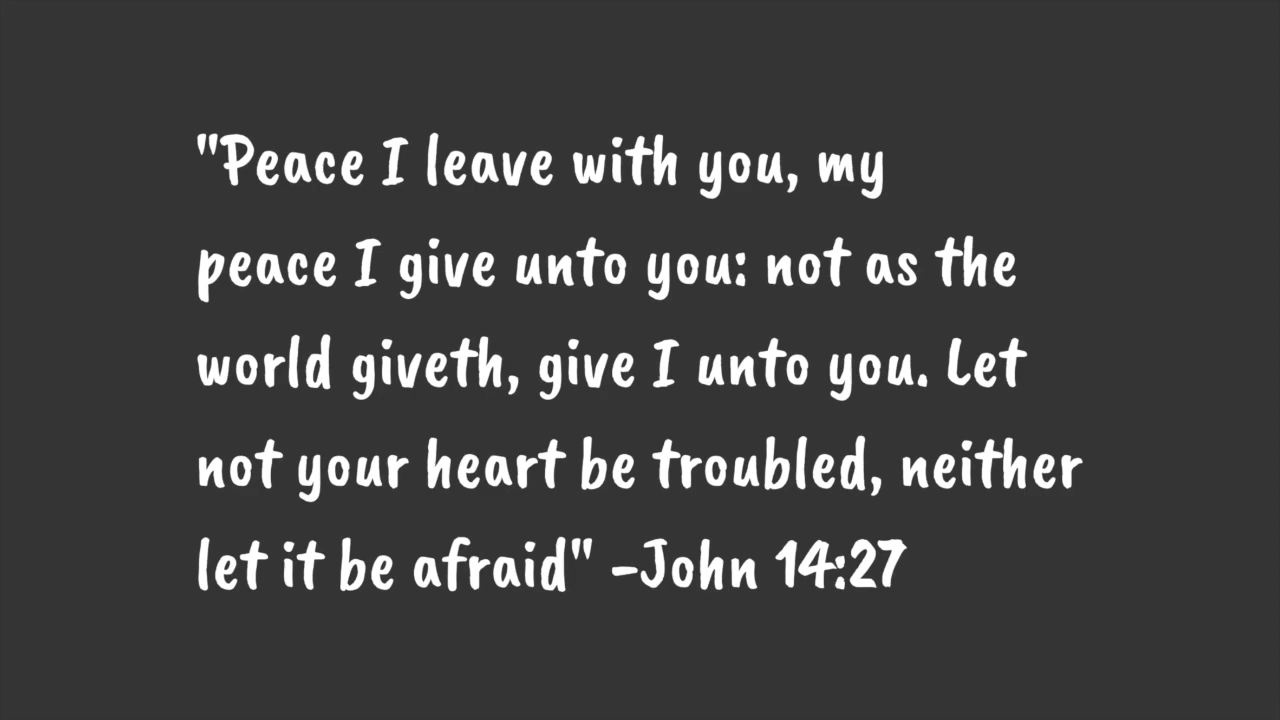 "Peace I leave with you, my
peace I give unto you: not as the
world giveth, give I unto you. Let
not your heart be troubled, neither
let it be afraid" -John 14:27